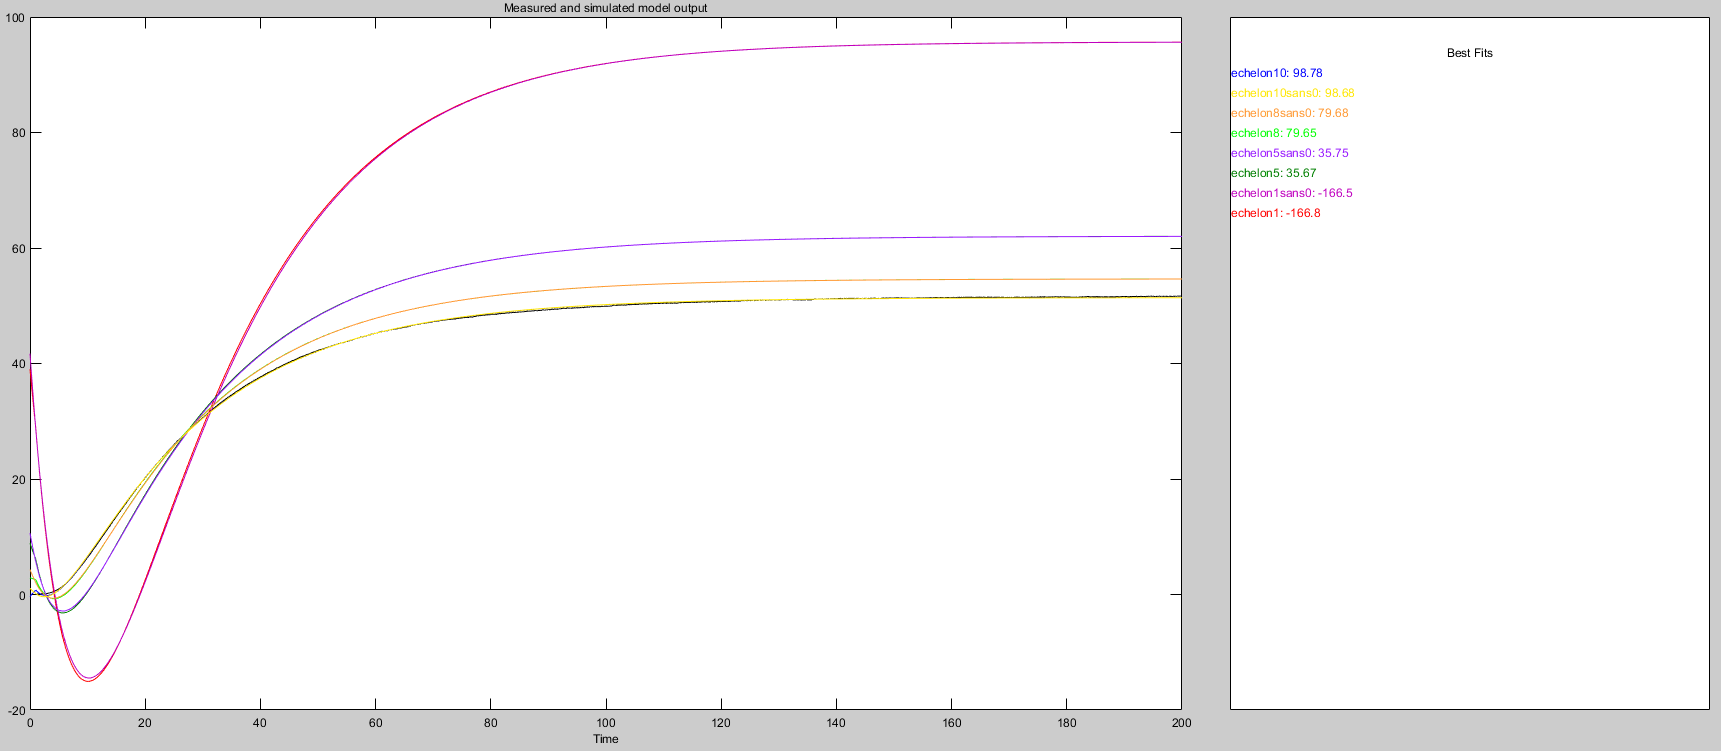 Measured and simulated model output
100
80
60
40
20
0
-20
0 20 40 60 80 100 120 140 160 180 200
Time
Best Fits
echelon10: 98.78
echelon10sans0: 98.68
echelon8sans0: 79.68
echelon8: 79.65
echelon5sans0: 35.75
echelon5: 35.67
echelon1sans0: -166.5
echelon1: -166.8